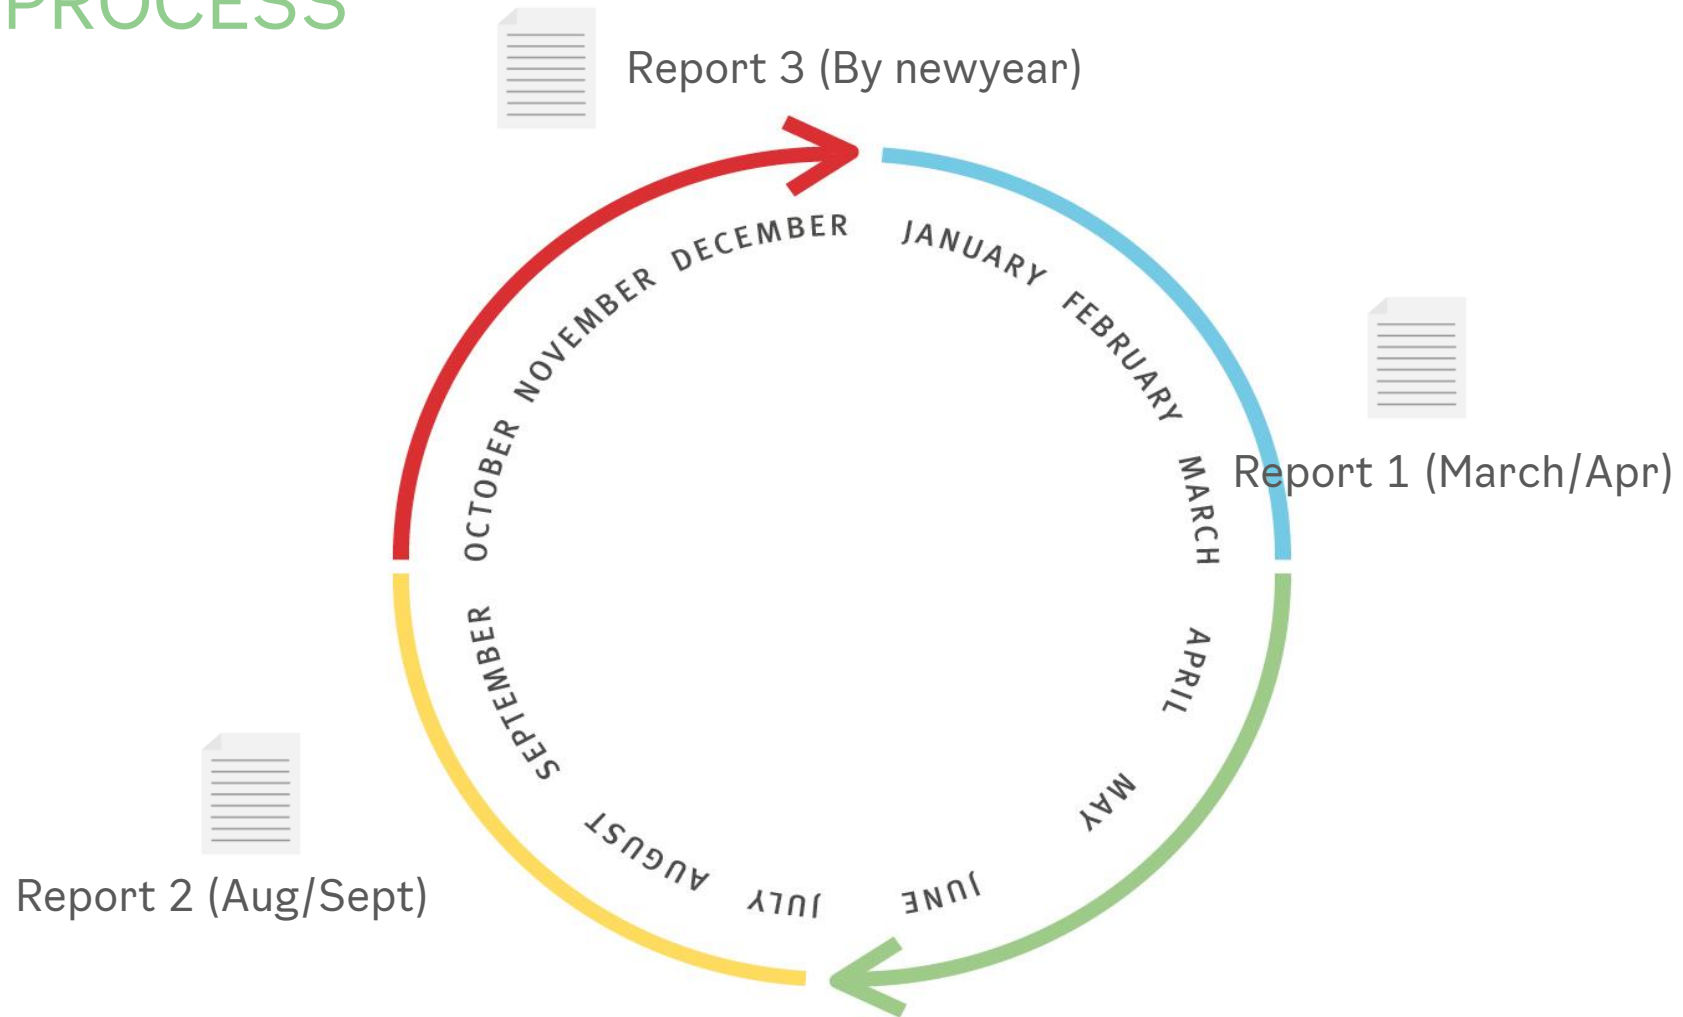 PROCESS
Report 3 (By newyear)
JANUARY
FEBRUARY
MARCH
Report 1 (March/Apr)
APRIL
MAY
JUNE
JULY
AUGUST
SEPTEMBER
Report 2 (Aug/Sept)
OCTOBER
NOVEMBER
DECEMBER